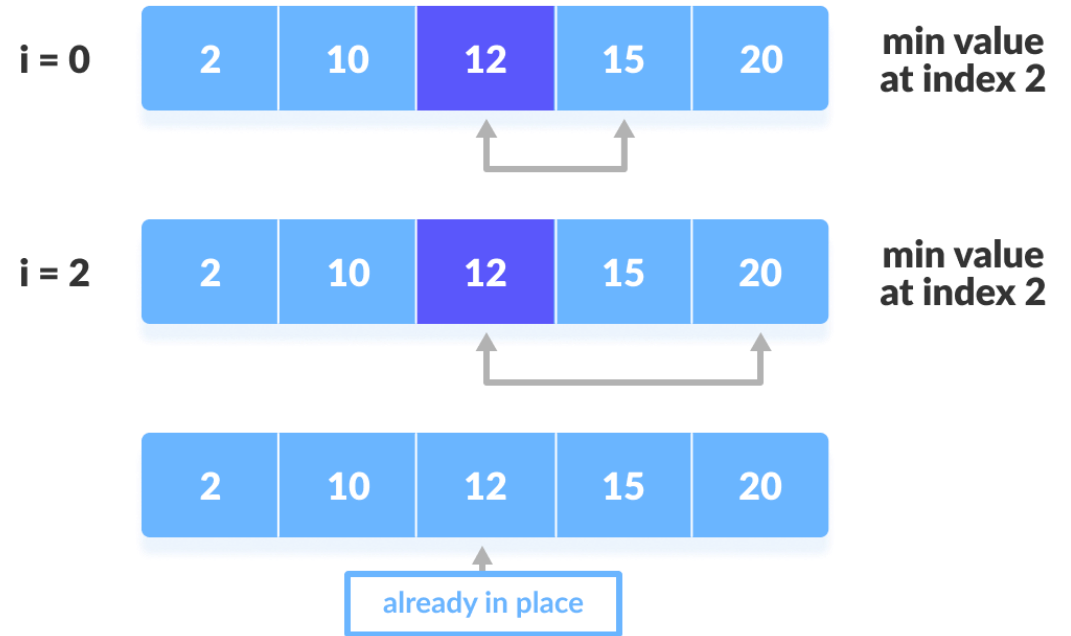 i = 0 2 10 12 15 20 min value
at index 2
i = 2 2 10 12 15 20 min value
at index 2
2 10 12 15 20
already in place